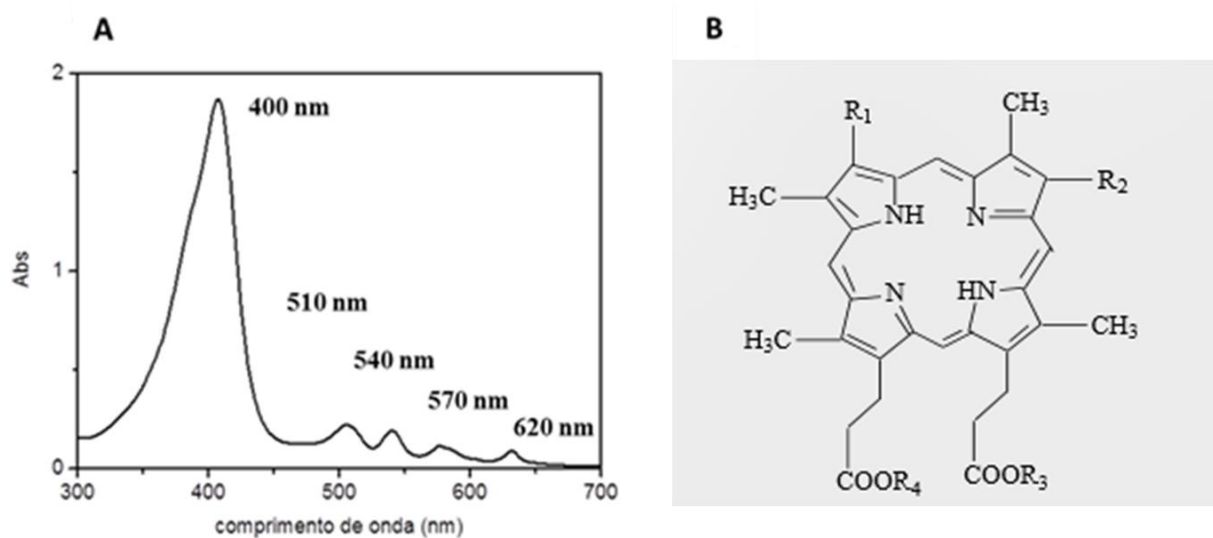 A
2
400 nm
Abs
1
510 nm
540 nm
570 nm
620 nm
0
300
400
500
600
700
comprimento de onda (nm)
B
R1
CH3
H3C
R2
NH
N
N
HN
H3C
CH3
COOR4
COOR3